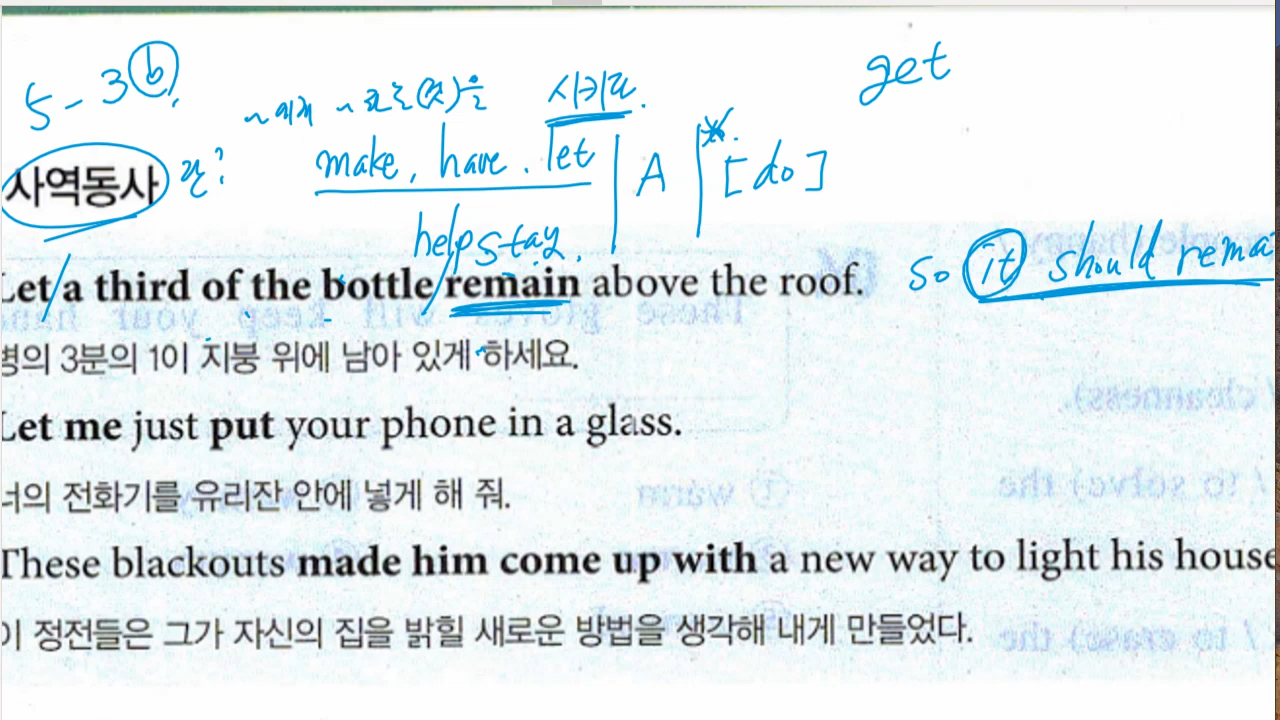 5-3 ⓑ.
get
~에게 ~ 하는 (것)을 시키다.
사역동사 란? make, have. let A [do]
help stay.
Let a third of the bottle remain above the roof. so it should remai
병의 3분의 1이 지붕 위에 남아 있게 하세요.
Let me just put your phone in a glass.
너의 전화기를 유리잔 안에 넣게 해 줘.
These blackouts made him come up with a new way to light his house
이 정전들은 그가 자신의 집을 밝힐 새로운 방법을 생각해 내게 만들었다.